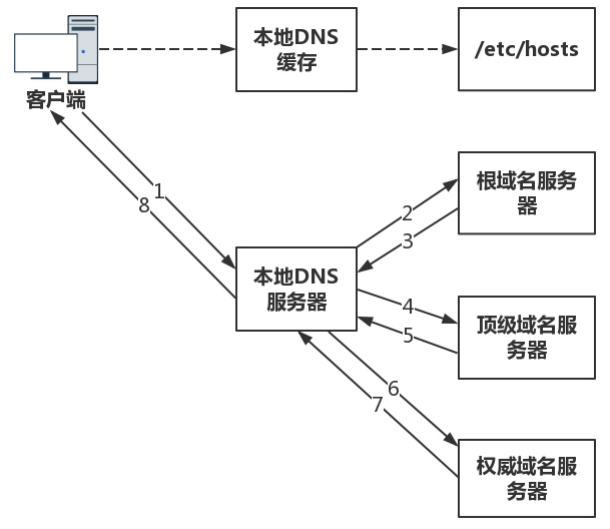 本地DNS
缓存
/etc/hosts
客户端
1
8
2
3
根域名服务
器
本地DNS
服务器
4
5
顶级域名服
务器
6
7
权威域名服
务器